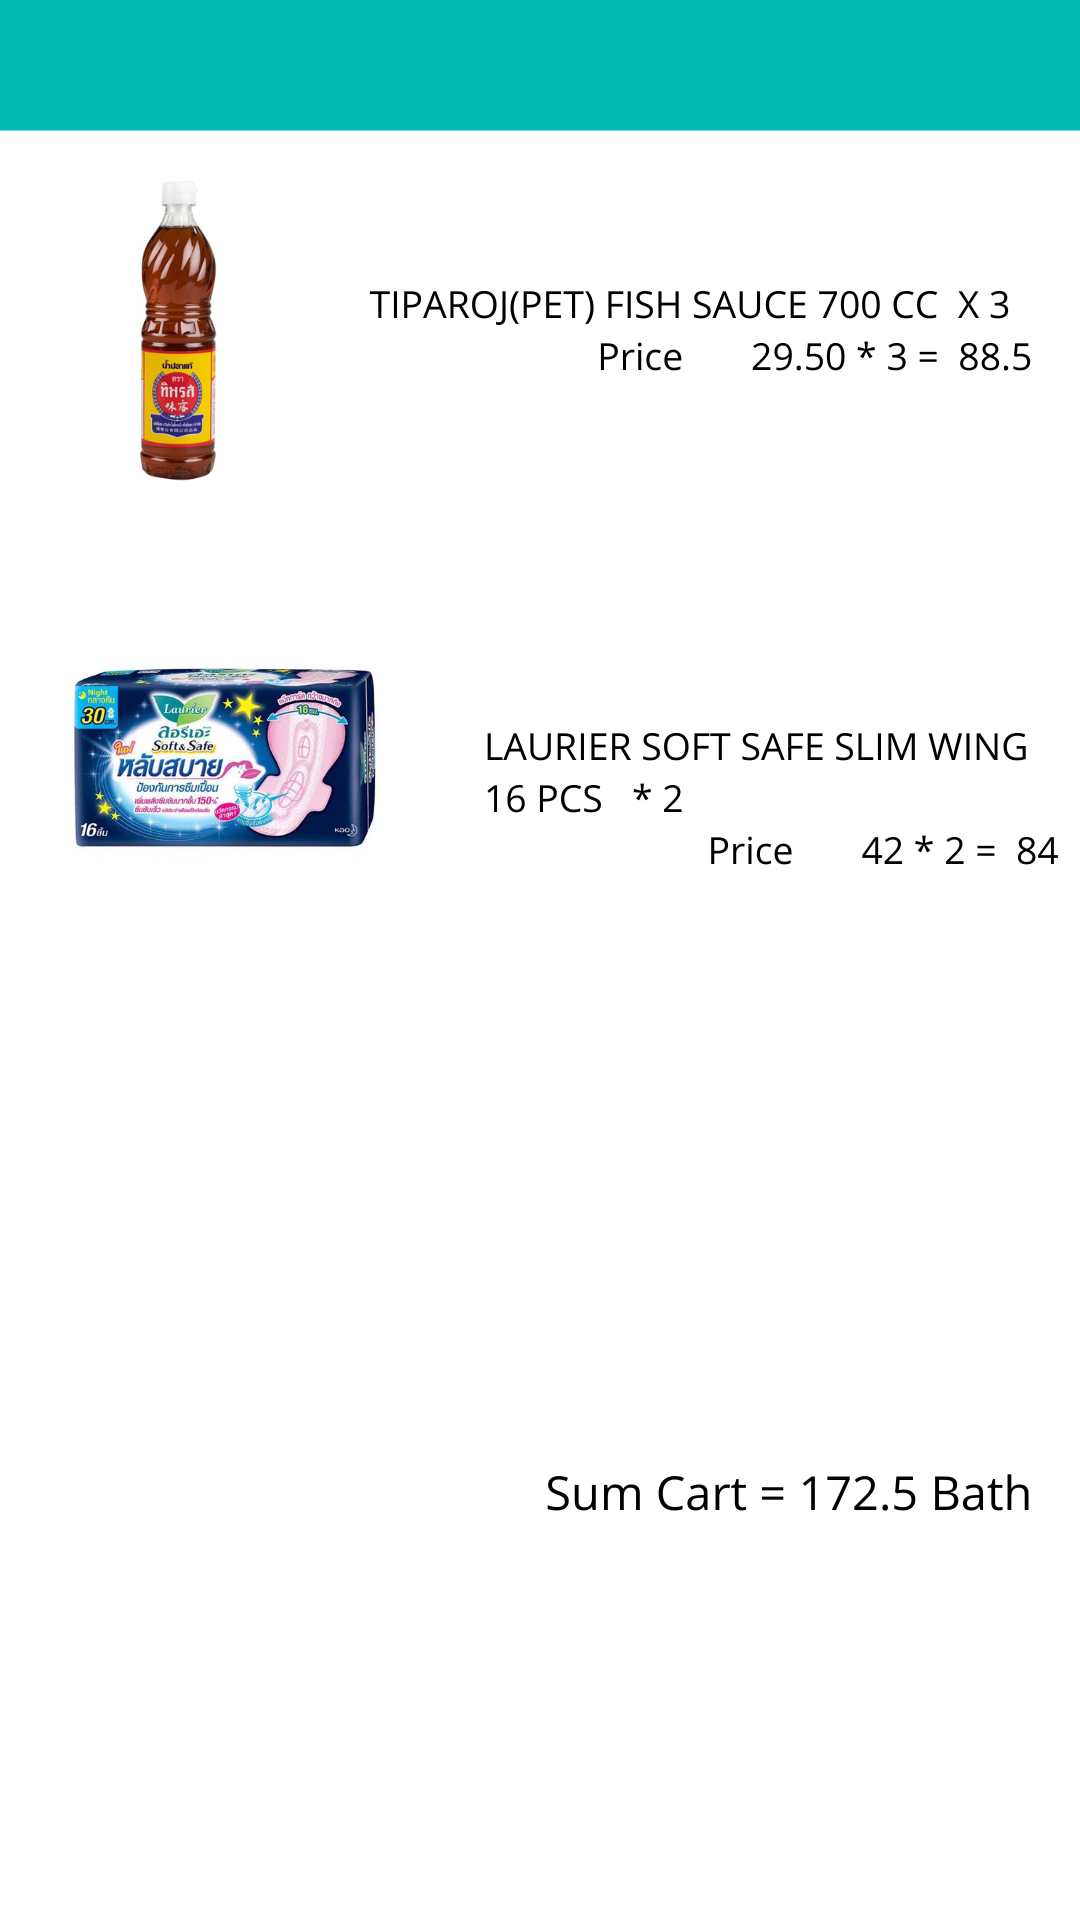 น้ำปลาแท้
ตรา
ทิพรส
味露
TIPAROJ(PET) FISH SAUCE 700 CC  X 3
Price 29.50 * 3 = 88.5
Night
กลางคืน
30
Laurier
ลอรีเอะ
Soft & Safe
ใหม่!
หลับสบาย
ป้องกันการซึมเปื้อน
16 ซม.
16 ชิ้น
KAO
LAURIER SOFT SAFE SLIM WING
16 PCS * 2
Price 42 * 2 = 84
Sum Cart = 172.5 Bath